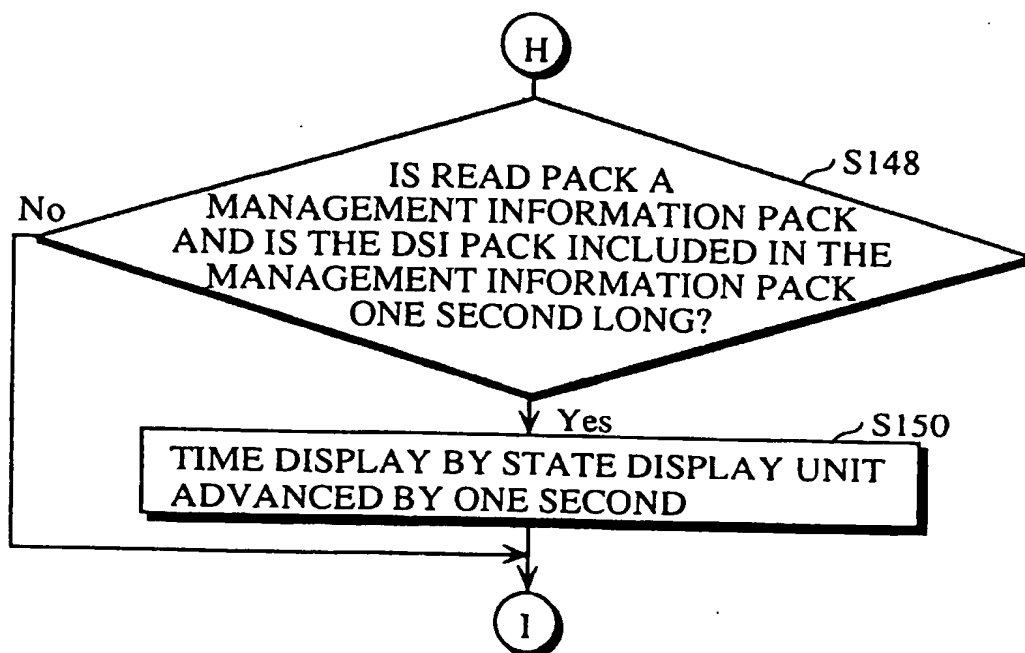 H
S148
IS READ PACK A
MANAGEMENT INFORMATION PACK
AND IS THE DSI PACK INCLUDED IN THE
MANAGEMENT INFORMATION PACK
ONE SECOND LONG?
No
Yes
S150
TIME DISPLAY BY STATE DISPLAY UNIT
ADVANCED BY ONE SECOND
I